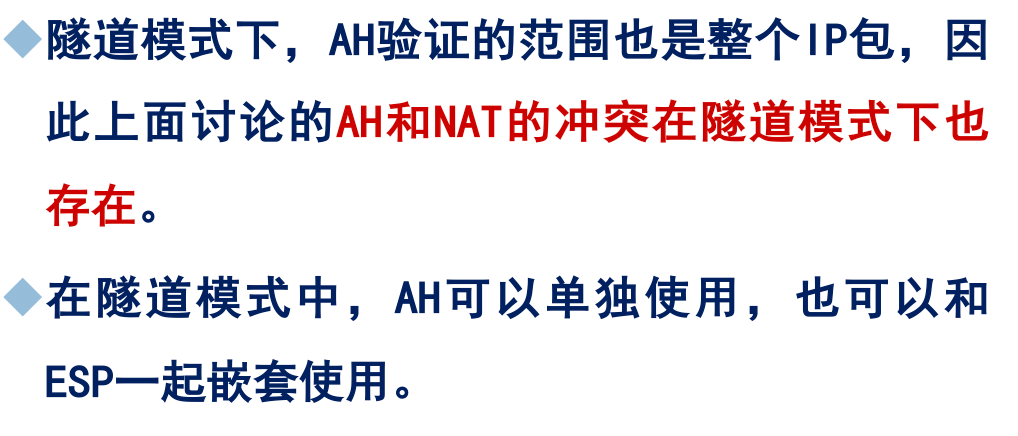 ◆隧道模式下，AH验证的范围也是整个IP包，因
此上面讨论的AH和NAT的冲突在隧道模式下也
存在。
◆在隧道模式中，AH可以单独使用，也可以和
ESP一起嵌套使用。